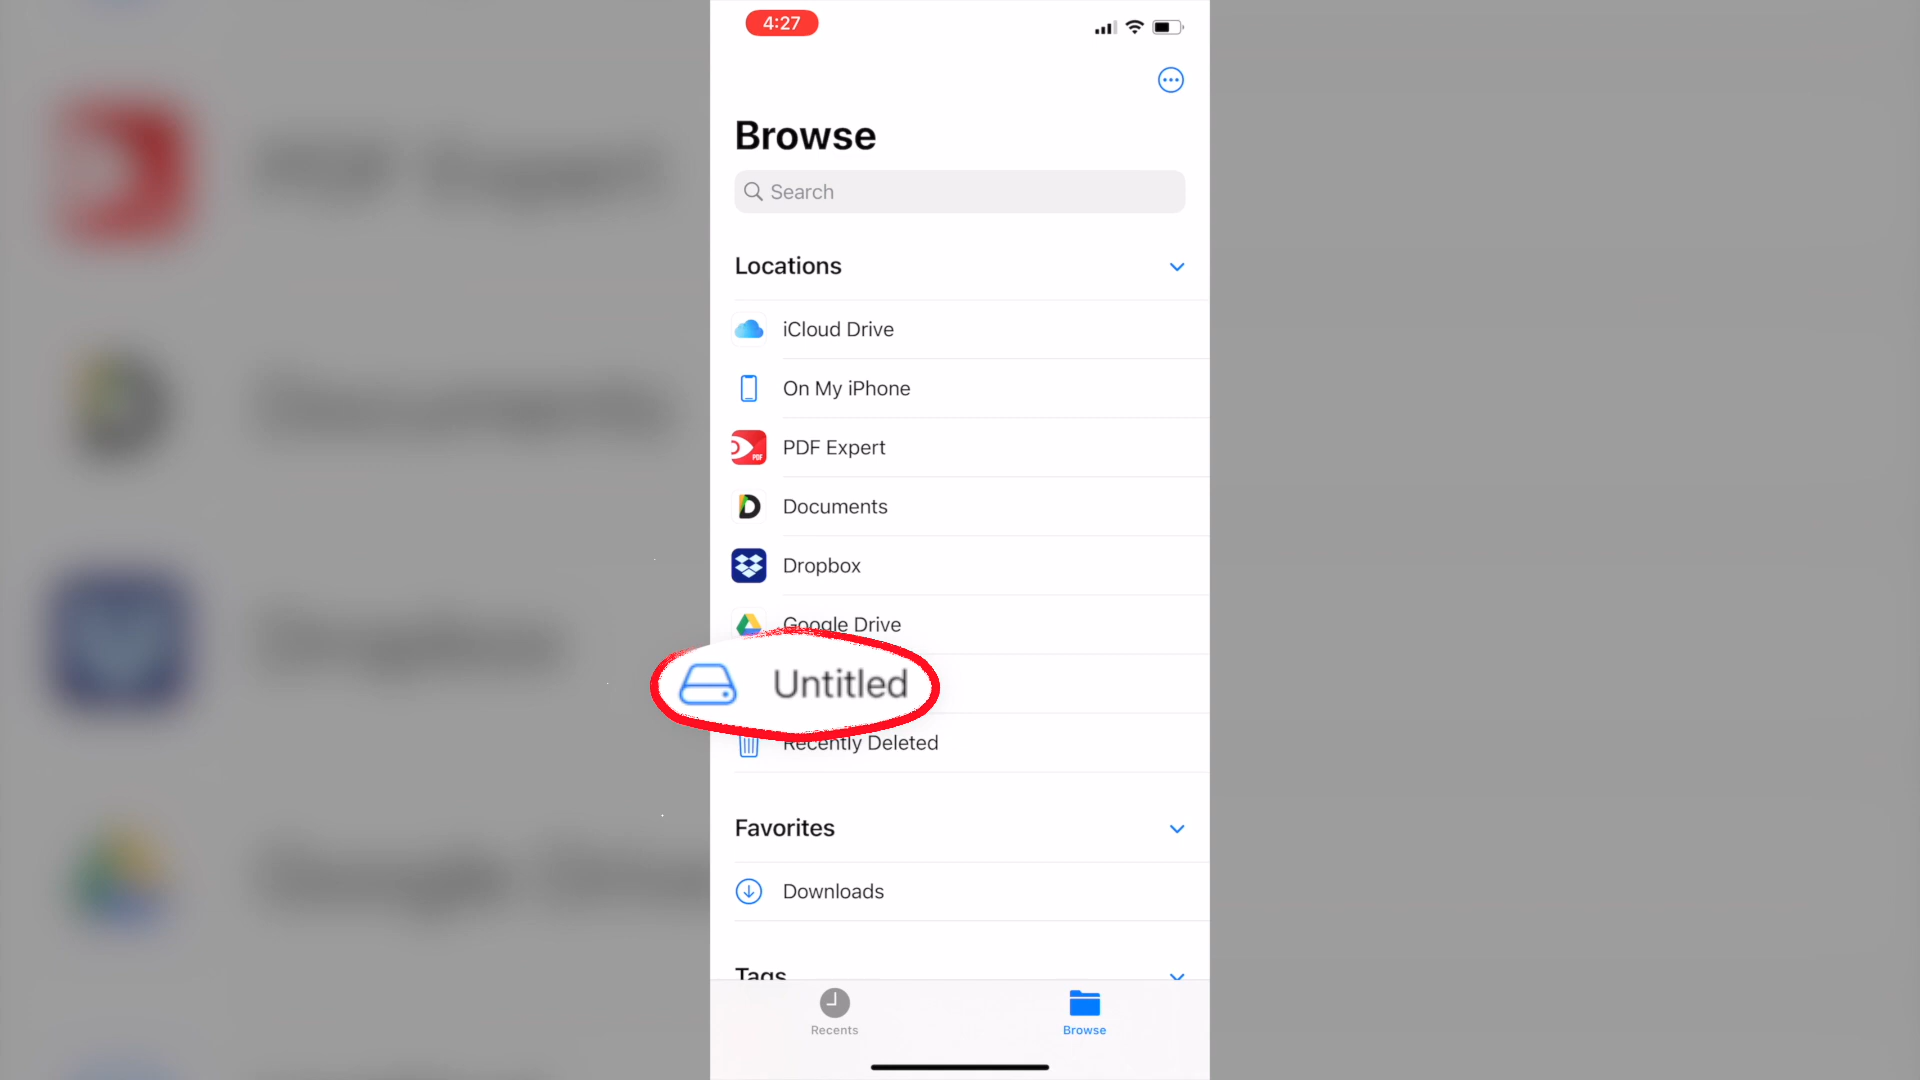 4:27
Browse
Search
Locations
iCloud Drive
On My iPhone
PDF
PDF Expert
Documents
Dropbox
Google Drive
Untitled
Recently Deleted
Favorites
Downloads
Tags
Recents
Browse